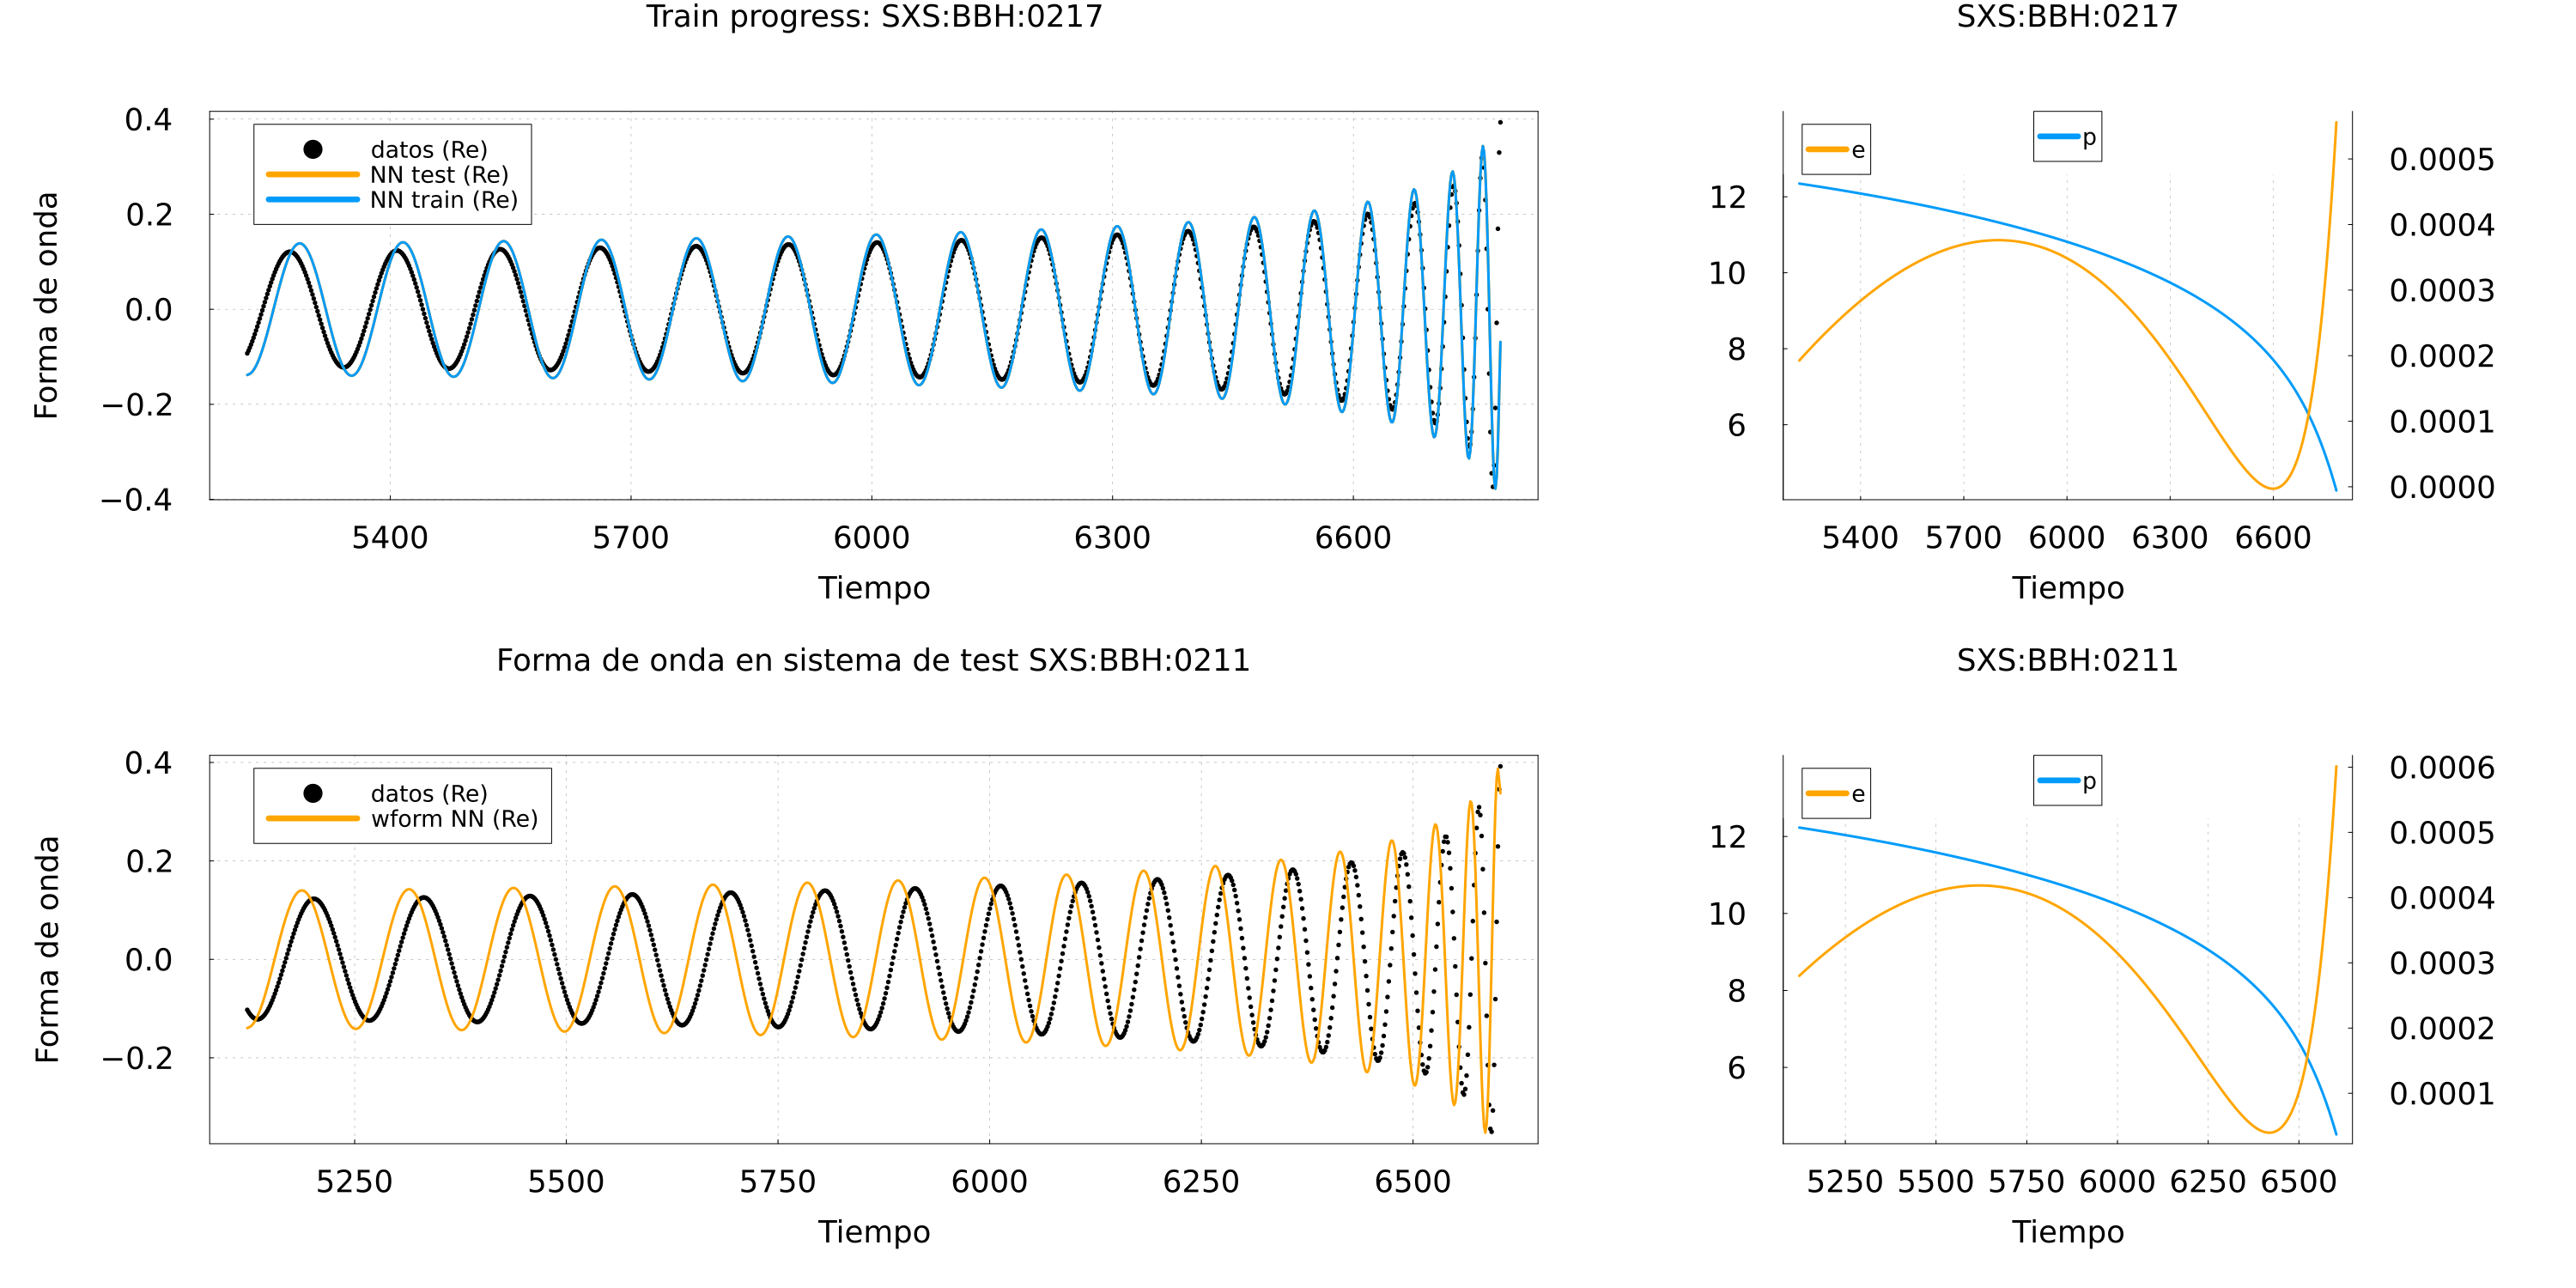 Train progress: SXS:BBH:0217
Forma de onda
0.4
0.2
0.0
−0.2
−0.4
datos (Re)
NN test (Re)
NN train (Re)
5400 5700 6000 6300 6600
Tiempo
SXS:BBH:0217
12
10
8
6
e
p
0.0005
0.0004
0.0003
0.0002
0.0001
0.0000
5400 5700 6000 6300 6600
Tiempo
Forma de onda en sistema de test SXS:BBH:0211
Forma de onda
0.4
0.2
0.0
−0.2
datos (Re)
wform NN (Re)
5250 5500 5750 6000 6250 6500
Tiempo
SXS:BBH:0211
12
10
8
6
e
p
0.0006
0.0005
0.0004
0.0003
0.0002
0.0001
5250 5500 5750 6000 6250 6500
Tiempo